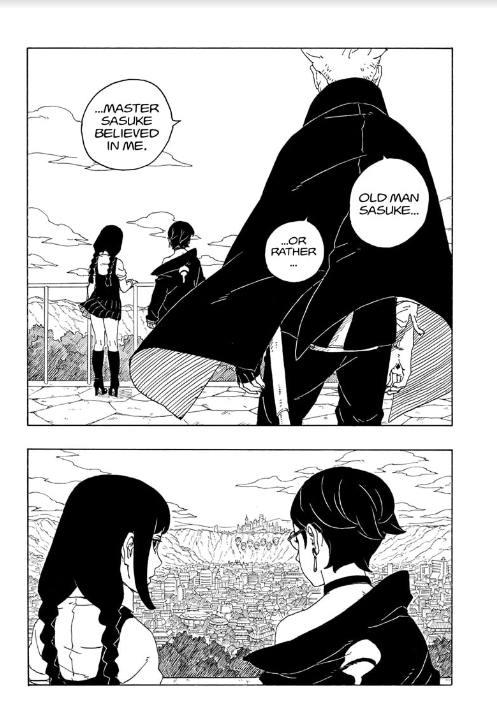 OLD MAN
SASUKE...
...OR
RATHER
...
...MASTER
SASUKE
BELIEVED
IN ME.